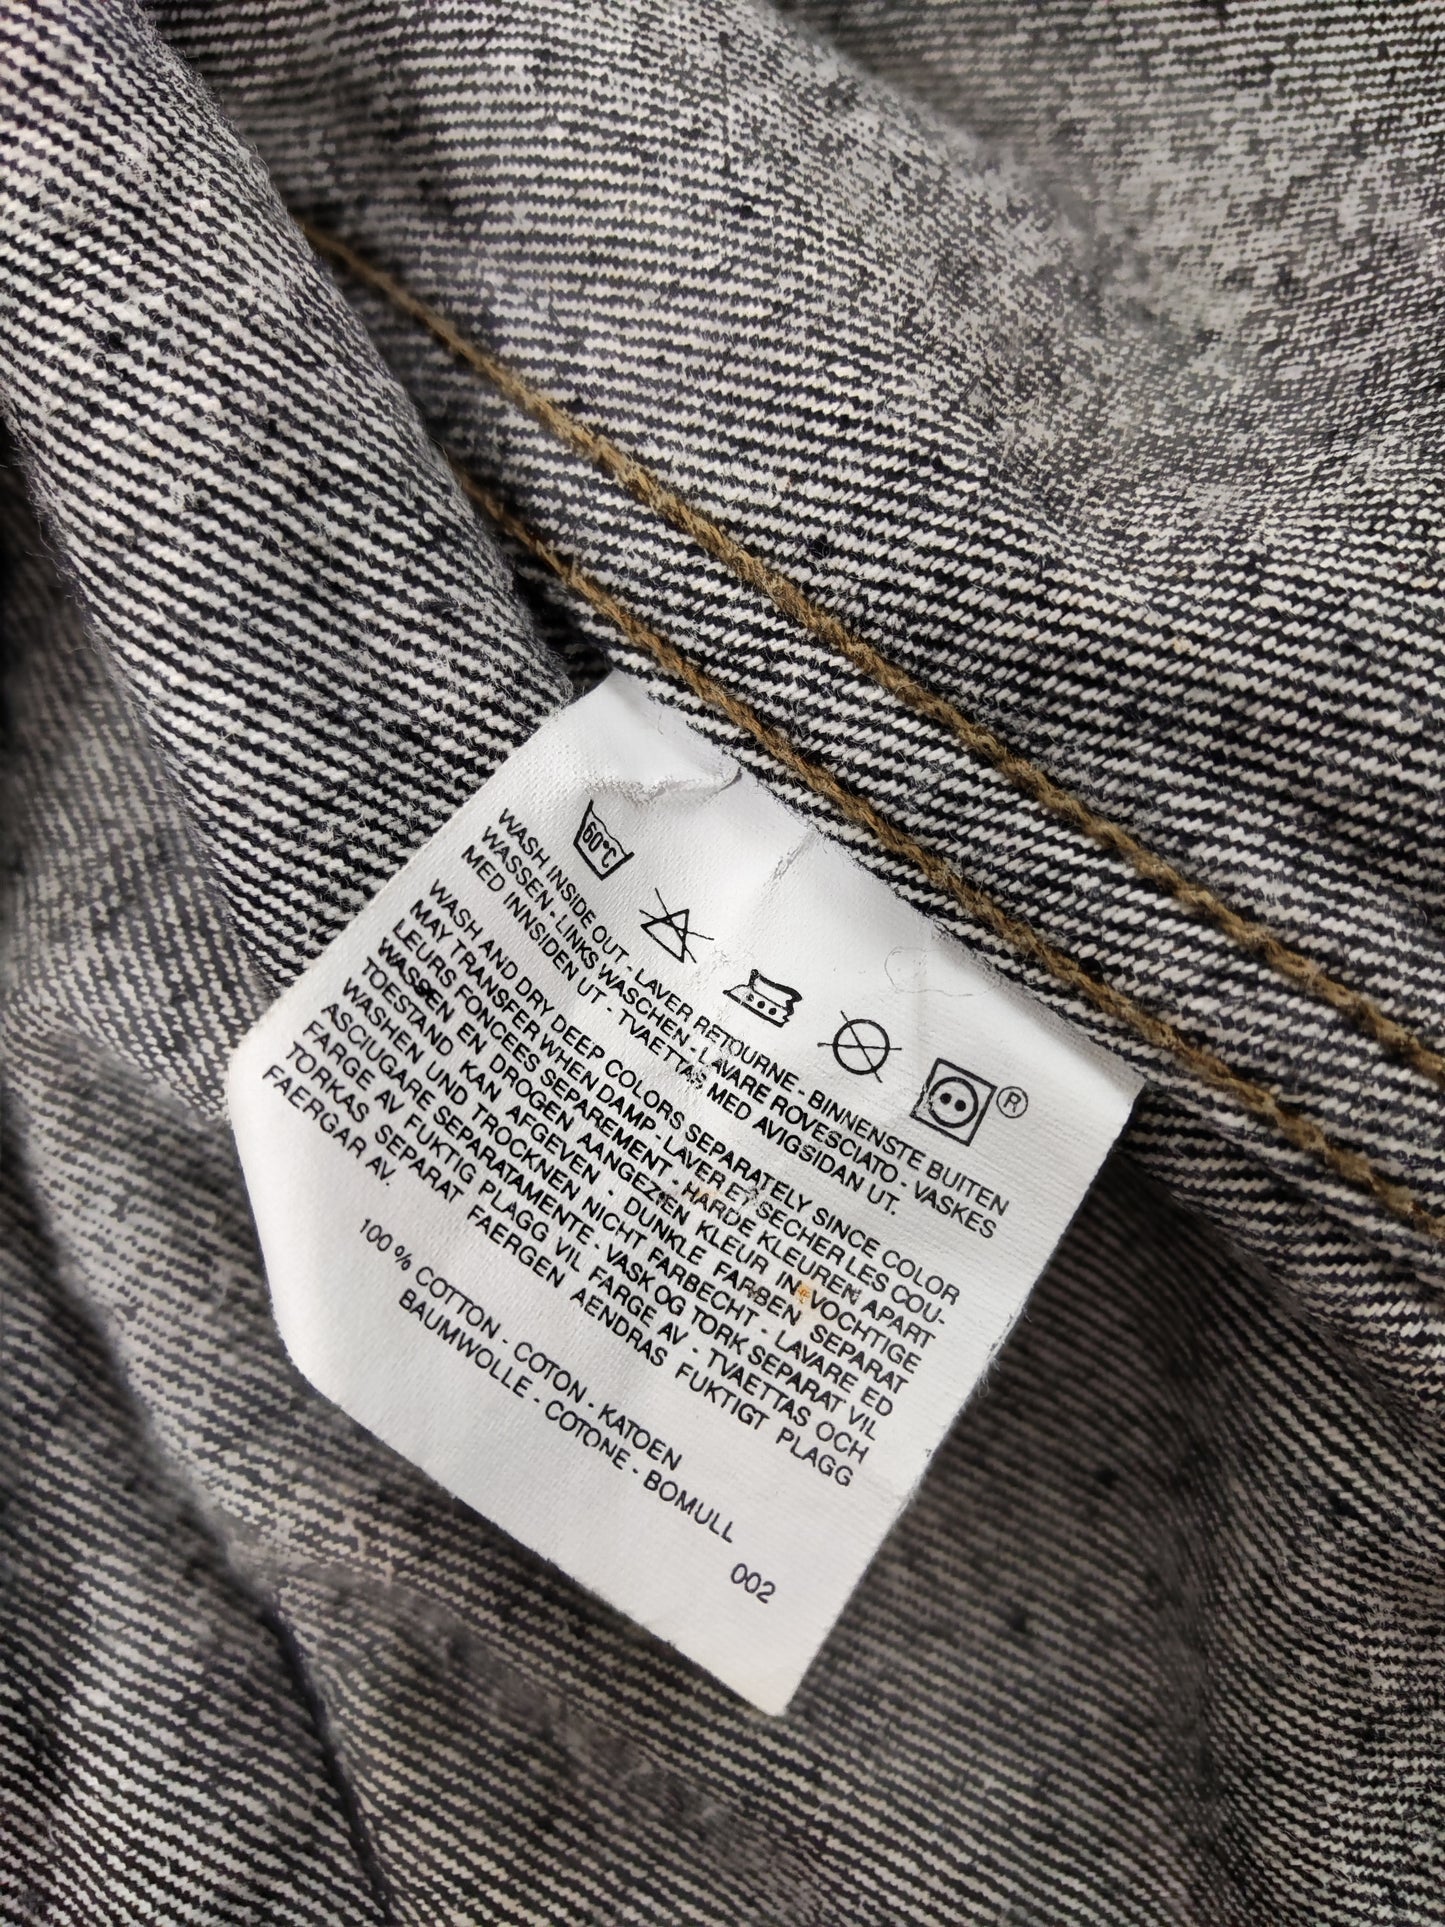 60°C
®
WASH INSIDE OUT - LAVER RETOURNE - BINNENSTE BUITEN
WASSEN - LINKS WASCHEN - LAVARE ROVESCIATO - VASKES
MED INNSIDEN UT - TVAETTAS MED AVIGSIDAN UT.
WASH AND DRY DEEP COLORS SEPARATELY SINCE COLOR
MAY TRANSFER WHEN DAMP - LAVER ET SECHER LES COU-
LEURS FONCEES SEPAREMENT - HARDE KLEUREN APART
WASSEN EN DROGEN AANGEZIEN KLEUR IN VOCHTIGE
TOESTAND KAN AFGEVEN - DUNKLE FARBEN SEPARAT
WASHEN UND TROCKNEN NICHT FARBECHT - LAVARE ED
ASCIUGARE SEPARATAMENTE - VASK OG TORK SEPARAT VIL
FARGE AV FUKTIG PLAGG VIL FARGE AV - TVAETTAS OCH
TORKAS SEPARAT FAERGEN AENDRAS FUKTIGT PLAGG
FAERGAR AV.
100 % COTTON - COTON - KATOEN
BAUMWOLLE - COTONE - BOMULL
002